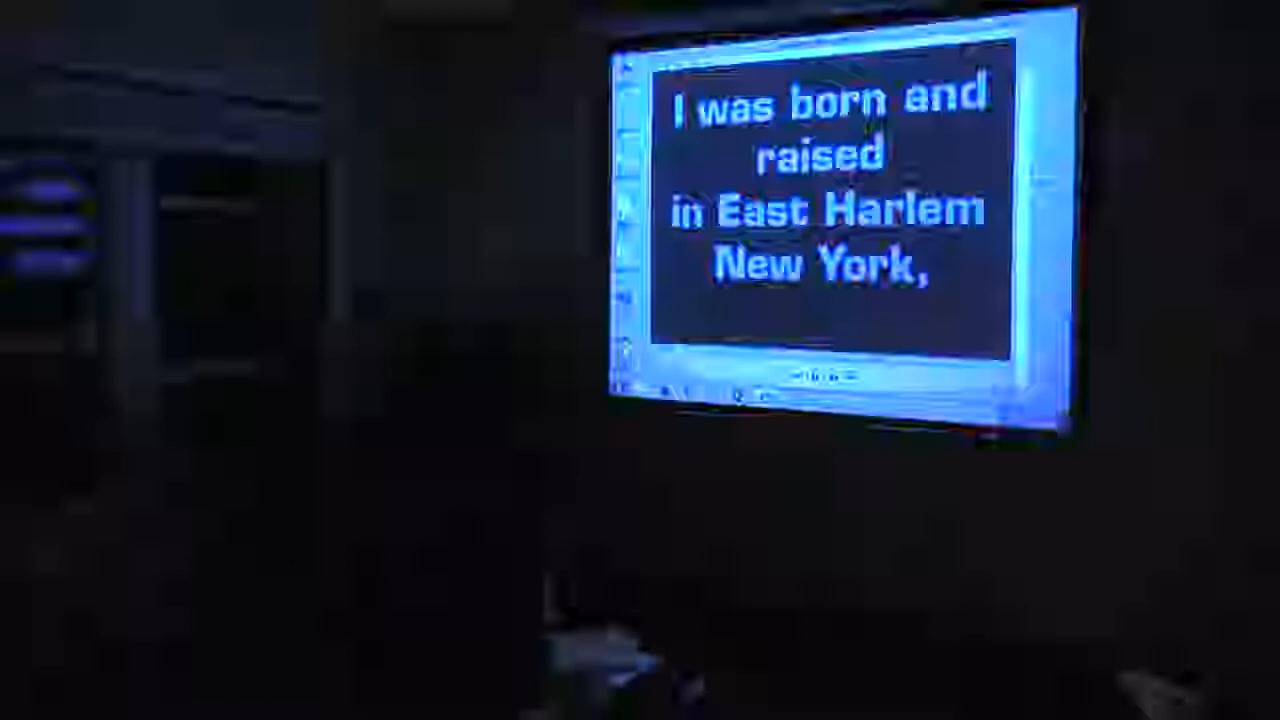 I was born and
raised
in East Harlem
New York,